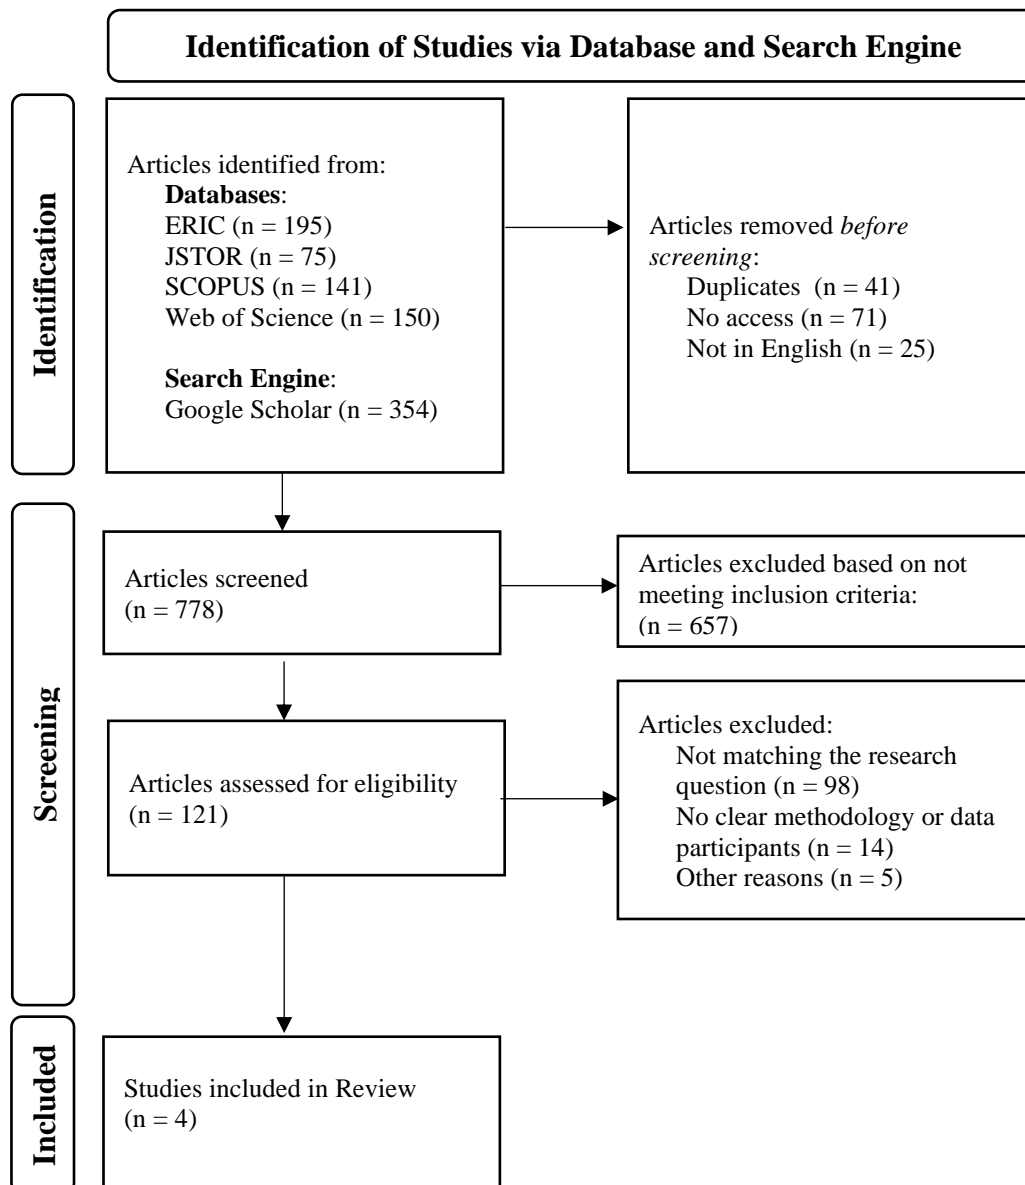 Identification of Studies via Database and Search Engine
Identification
Articles identified from:
Databases:
ERIC (n = 195)
JSTOR (n = 75)
SCOPUS (n = 141)
Web of Science (n = 150)
Search Engine:
Google Scholar (n = 354)
Articles removed before
screening:
Duplicates (n = 41)
No access (n = 71)
Not in English (n = 25)
Screening
Articles screened
(n = 778)
Articles excluded based on not
meeting inclusion criteria:
(n = 657)
Articles assessed for eligibility
(n = 121)
Articles excluded:
Not matching the research
question (n = 98)
No clear methodology or data
participants (n = 14)
Other reasons (n = 5)
Included
Studies included in Review
(n = 4)